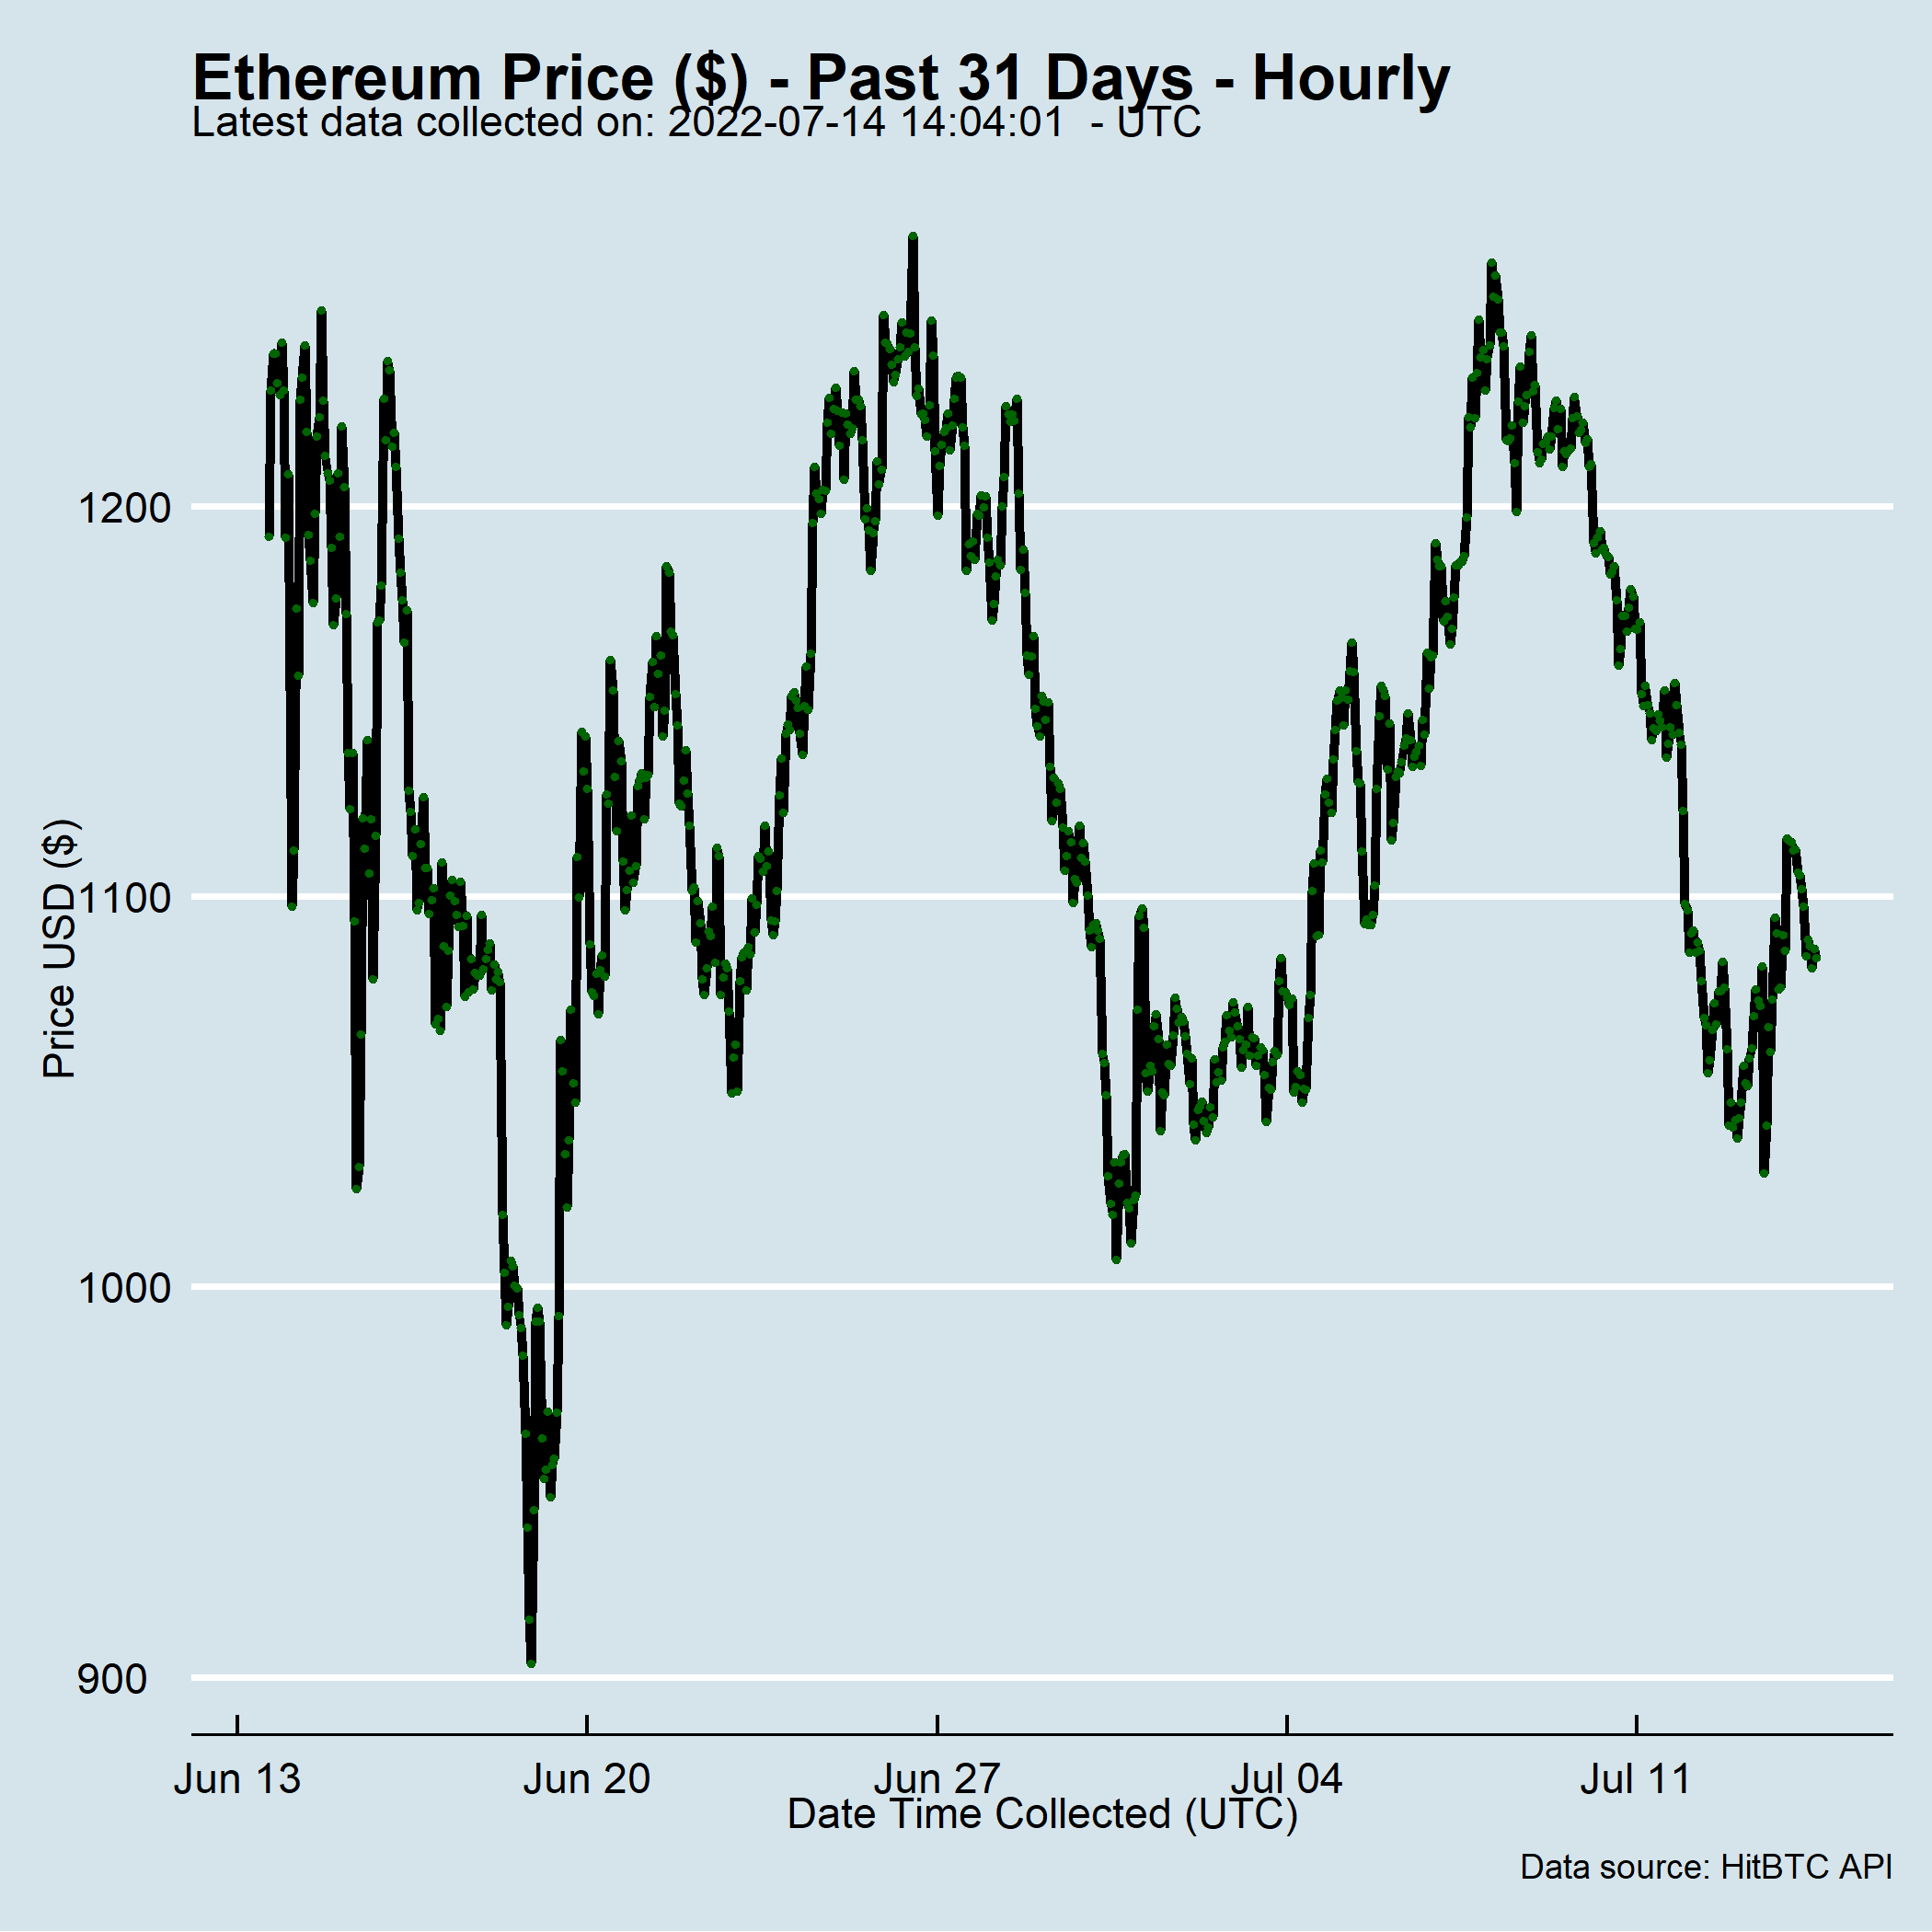 Ethereum Price ($) - Past 31 Days - Hourly
Latest data collected on: 2022-07-14 14:04:01  - UTC
Price USD ($)
1200
1100
1000
900
Jun 13
Jun 20
Jun 27
Jul 04
Jul 11
Date Time Collected (UTC)
Data source: HitBTC API